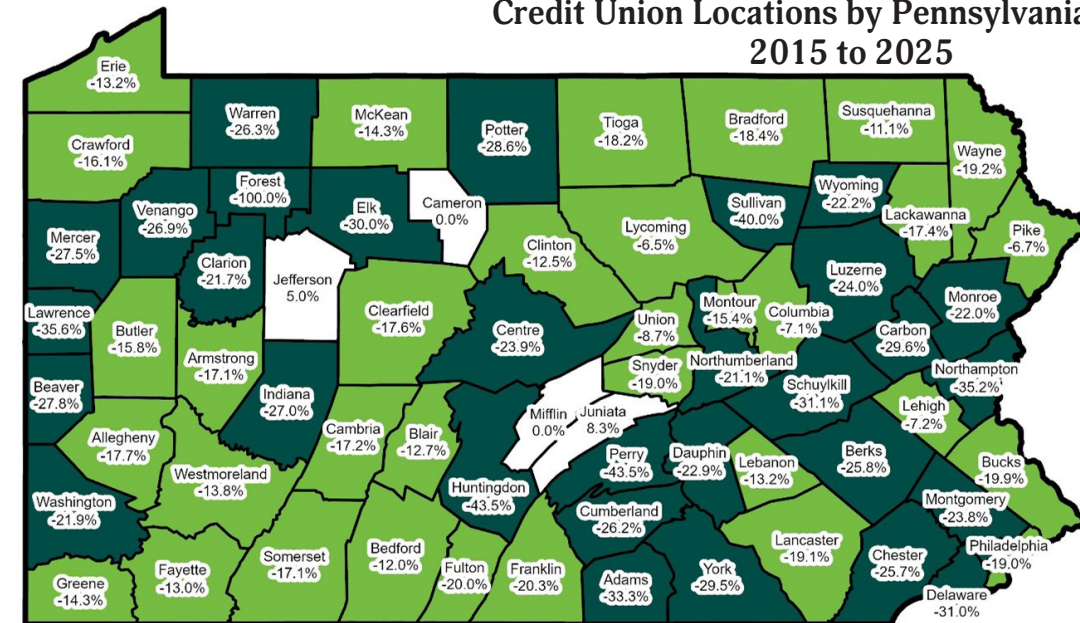 Credit Union Locations by Pennsylvania
2015 to 2025
Erie
-13.2%
Warren
-26.3%
McKean
-14.3%
Potter
-28.6%
Tioga
-18.2%
Bradford
-18.4%
Susquehanna
-11.1%
Wayne
-19.2%
Crawford
-16.1%
Forest
-100.0%
Venango
-26.9%
Elk
-30.0%
Cameron
0.0%
Sullivan
-40.0%
Wyoming
-22.2%
Lackawanna
-17.4%
Pike
-6.7%
Mercer
-27.5%
Clarion
-21.7%
Jefferson
5.0%
Clinton
-12.5%
Lycoming
-6.5%
Luzerne
-24.0%
Monroe
-22.0%
Lawrence
-35.6%
Butler
-15.8%
Clearfield
-17.6%
Centre
-23.9%
Union
-8.7%
Montour
-15.4%
Columbia
-7.1%
Carbon
-29.6%
Armstrong
-17.1%
Snyder
-19.0%
Northumberland
-21.1%
Schuylkill
-31.1%
Northampton
-35.2%
Beaver
-27.8%
Indiana
-27.0%
Mifflin
0.0%
Juniata
8.3%
Lehigh
-7.2%
Allegheny
-17.7%
Cambria
-17.2%
Blair
-12.7%
Perry
-43.5%
Dauphin
-22.9%
Lebanon
-13.2%
Berks
-25.8%
Bucks
-19.9%
Westmoreland
-13.8%
Huntingdon
-43.5%
Washington
-21.9%
Cumberland
-26.2%
Montgomery
-23.8%
Lancaster
-19.1%
Philadelphia
-19.0%
Greene
-14.3%
Fayette
-13.0%
Somerset
-17.1%
Bedford
-12.0%
Fulton
-20.0%
Franklin
-20.3%
Adams
-33.3%
York
-29.5%
Chester
-25.7%
Delaware
-31.0%